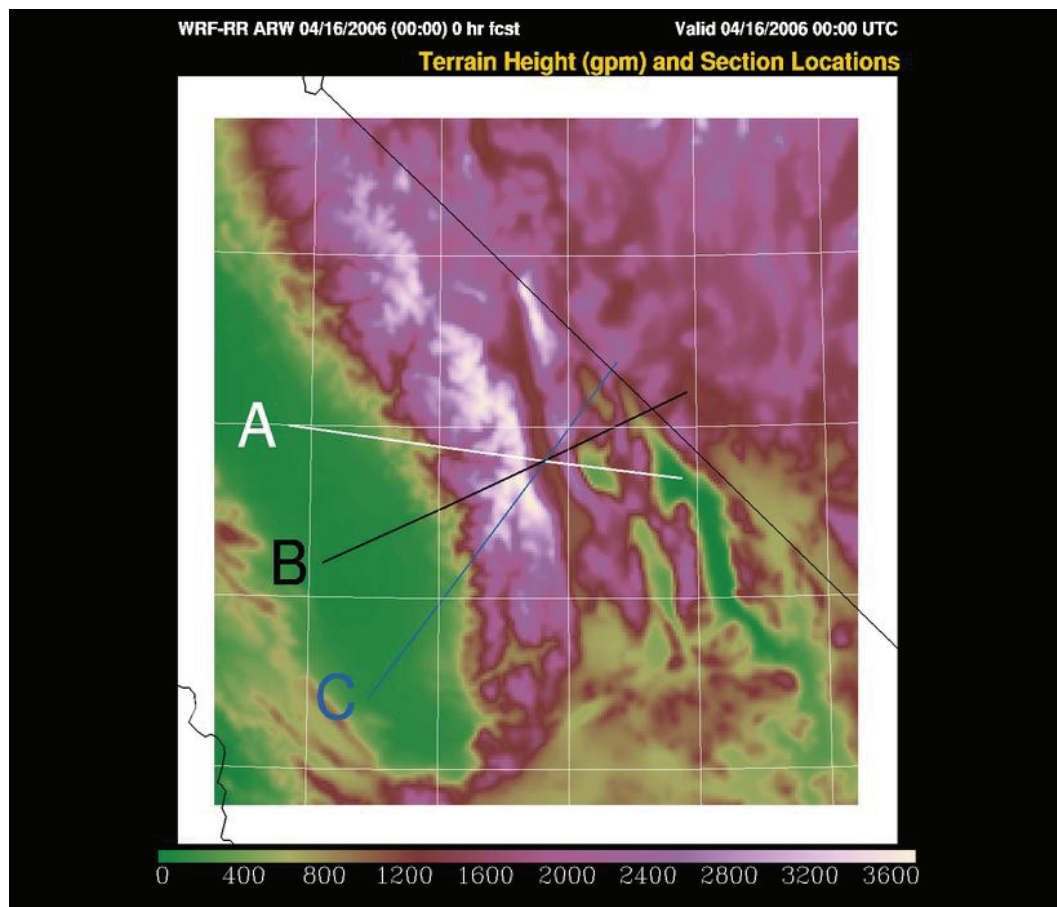 WRF-RR ARW 04/16/2006 (00:00) 0 hr fcst Valid 04/16/2006 00:00 UTC
Terrain Height (gpm) and Section Locations
A
B
C
0 400 800 1200 1600 2000 2400 2800 3200 3600